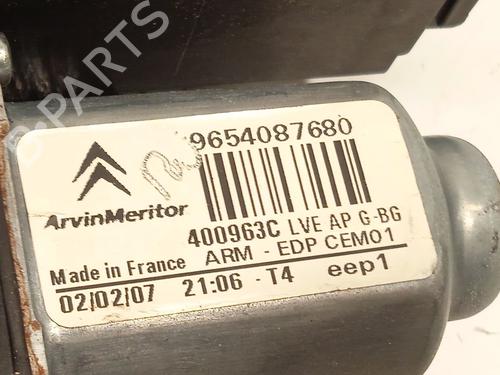 9654087680
ArvinMeritor
400963C LVE AP G-BG
Made in France ARM - EDP CEM01
02/02/07 21:06 - T4 eep1
B-PARTS